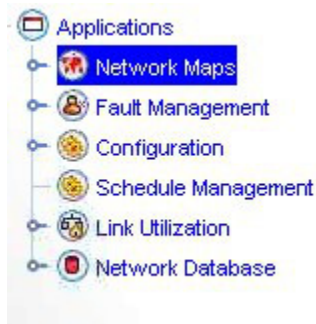 Applications
Network Maps
Fault Management
Configuration
Schedule Management
Link Utilization
Network Database